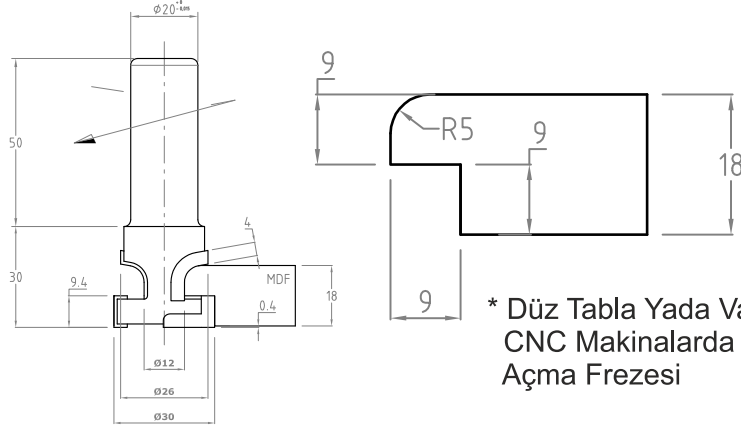 Ø20
50
30
9.4
4
MDF
0.4
18
Ø12
Ø26
Ø30
9
R5
9
18
9
* Düz Tabla Yada
CNC Makinalarda
Açma Frezesi